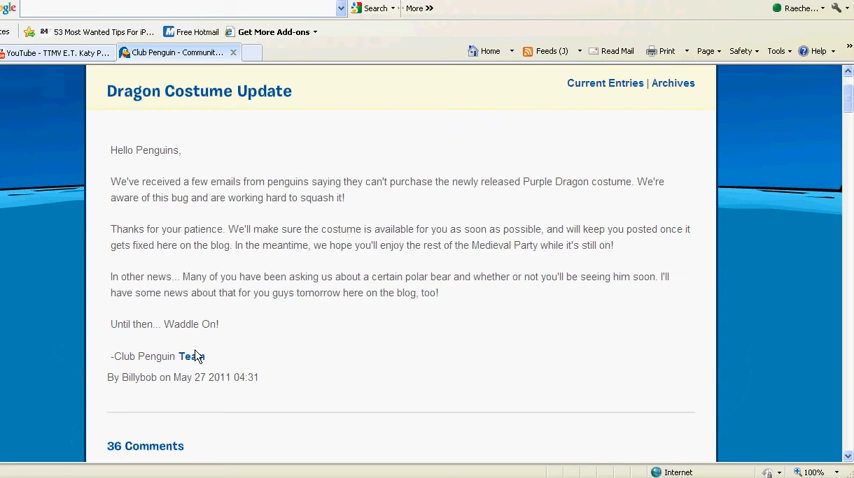 gle Search More » Raeche...
tes 53 Most Wanted Tips For iP... Free Hotmail Get More Add-ons
YouTube - TTMV E.T. Katy P... Club Penguin - Communit... Home Feeds (J) Read Mail Print Page Safety Tools Help »
Dragon Costume Update
Current Entries | Archives
Hello Penguins,
We've received a few emails from penguins saying they can't purchase the newly released Purple Dragon costume. We're
aware of this bug and are working hard to squash it!
Thanks for your patience. We'll make sure the costume is available for you as soon as possible, and will keep you posted once it
gets fixed here on the blog. In the meantime, we hope you'll enjoy the rest of the Medieval Party while it's still on!
In other news... Many of you have been asking us about a certain polar bear and whether or not you'll be seeing him soon. I'll
have some news about that for you guys tomorrow here on the blog, too!
Until then... Waddle On!
-Club Penguin Team
By Billybob on May 27 2011 04:31
36 Comments
Internet 100%